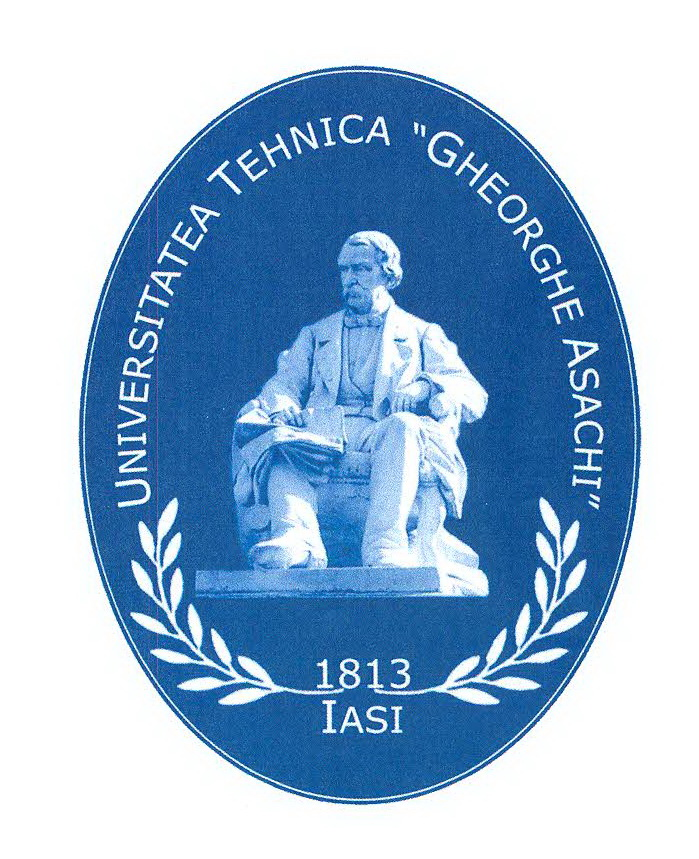 UNIVERSITATEA TEHNICA "GHEORGHE ASACHI"
1813
IASI